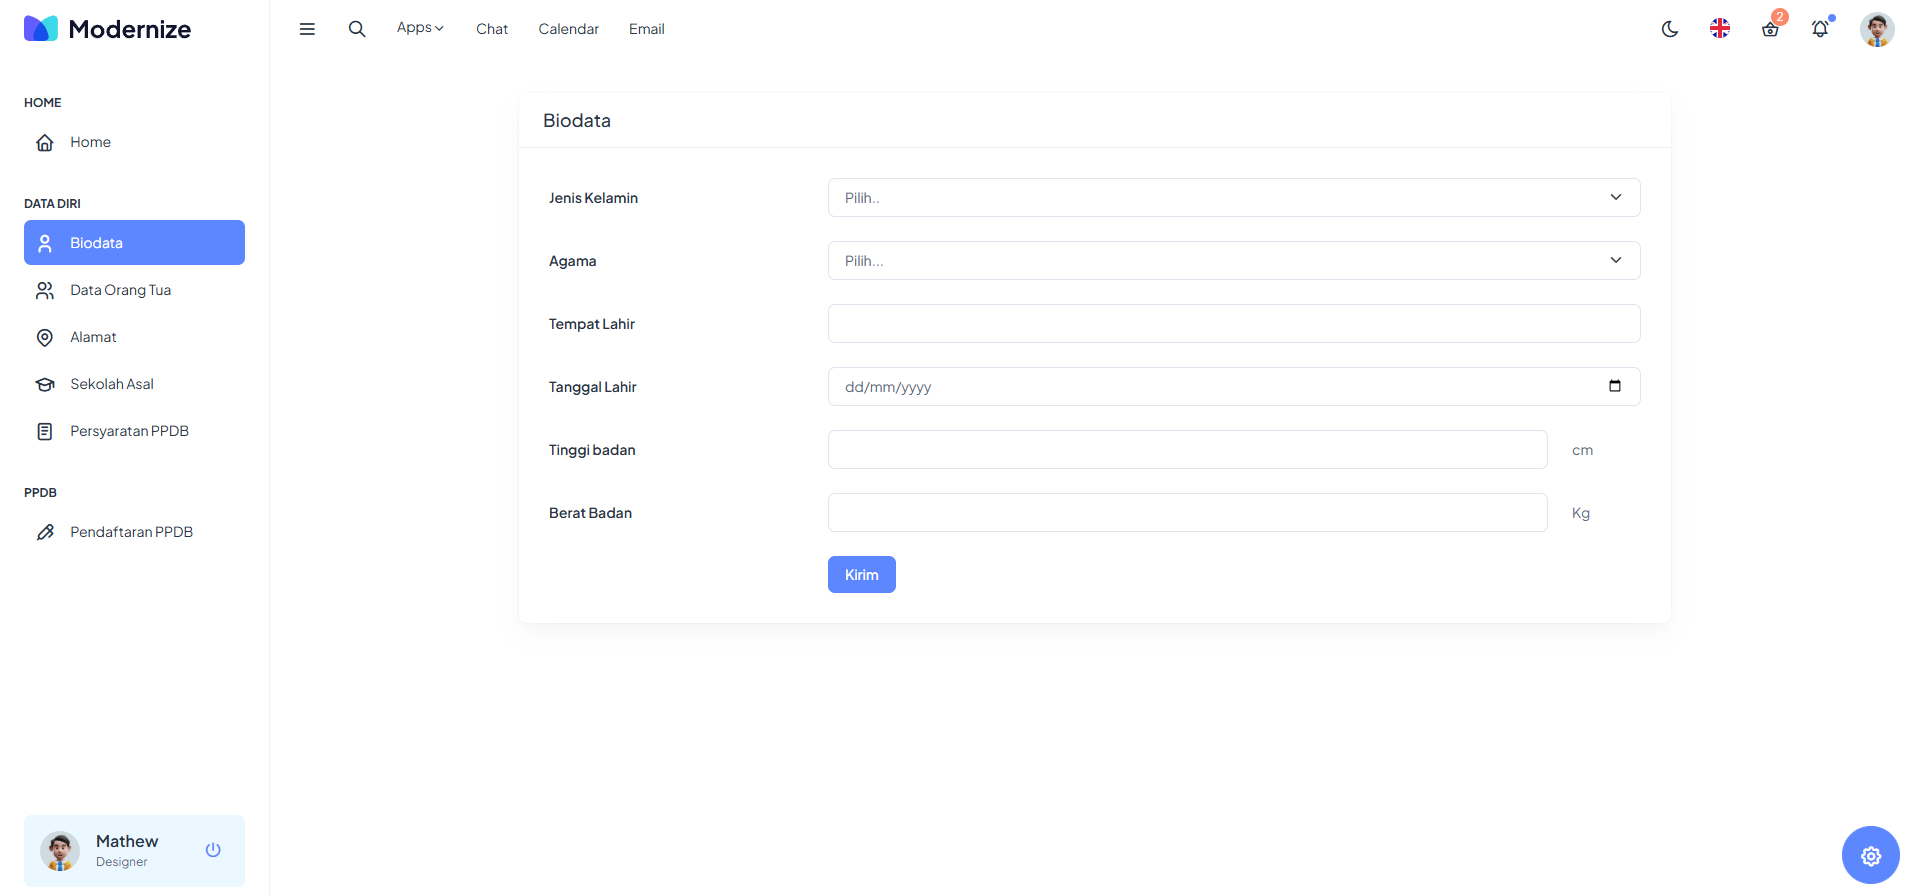 Modernize
Apps
Chat
Calendar
Email
2
HOME
Home
DATA DIRI
Biodata
Data Orang Tua
Alamat
Sekolah Asal
Persyaratan PPDB
PPDB
Pendaftaran PPDB
Mathew
Designer
Biodata
Jenis Kelamin
Pilih..
Agama
Pilih...
Tempat Lahir
Tanggal Lahir
dd/mm/yyyy
Tinggi badan
cm
Berat Badan
Kg
Kirim